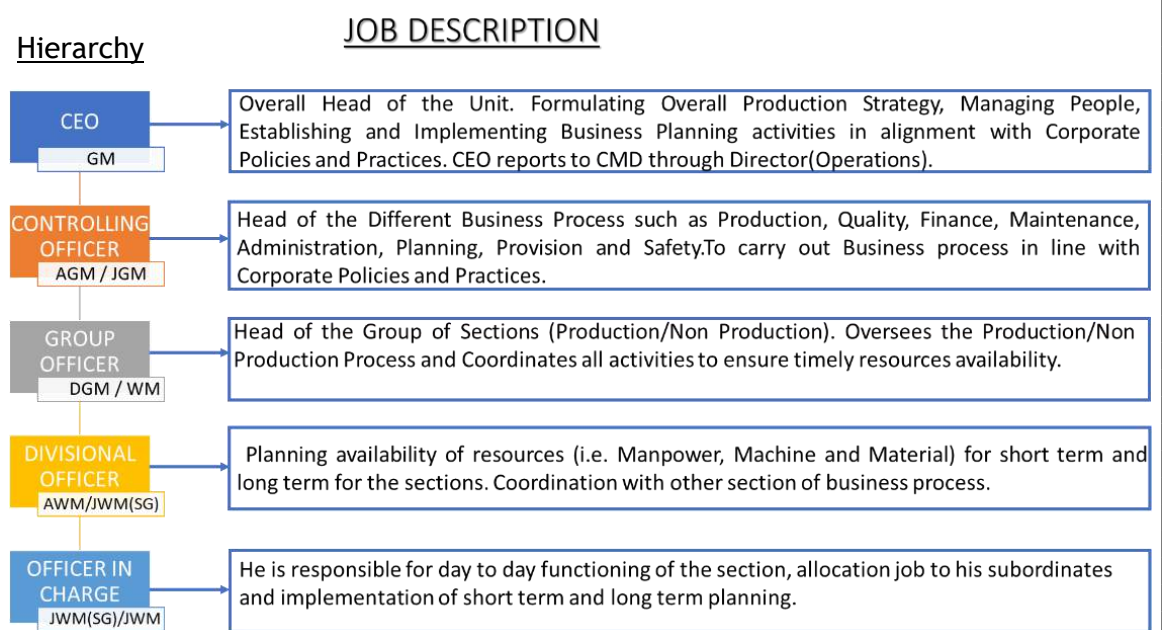 JOB DESCRIPTION
Hierarchy
CEO
GM
Overall Head of the Unit. Formulating Overall Production Strategy, Managing People,
Establishing and Implementing Business Planning activities in alignment with Corporate
Policies and Practices. CEO reports to CMD through Director(Operations).
CONTROLLING
OFFICER
AGM / JGM
Head of the Different Business Process such as Production, Quality, Finance, Maintenance,
Administration, Planning, Provision and Safety.To carry out Business process in line with
Corporate Policies and Practices.
GROUP
OFFICER
DGM / WM
Head of the Group of Sections (Production/Non Production). Oversees the Production/Non
Production Process and Coordinates all activities to ensure timely resources availability.
DIVISIONAL
OFFICER
AWM/JWM(SG)
Planning availability of resources (i.e. Manpower, Machine and Material) for short term and
long term for the sections. Coordination with other section of business process.
OFFICER IN
CHARGE
JWM(SG)/JWM
He is responsible for day to day functioning of the section, allocation job to his subordinates
and implementation of short term and long term planning.